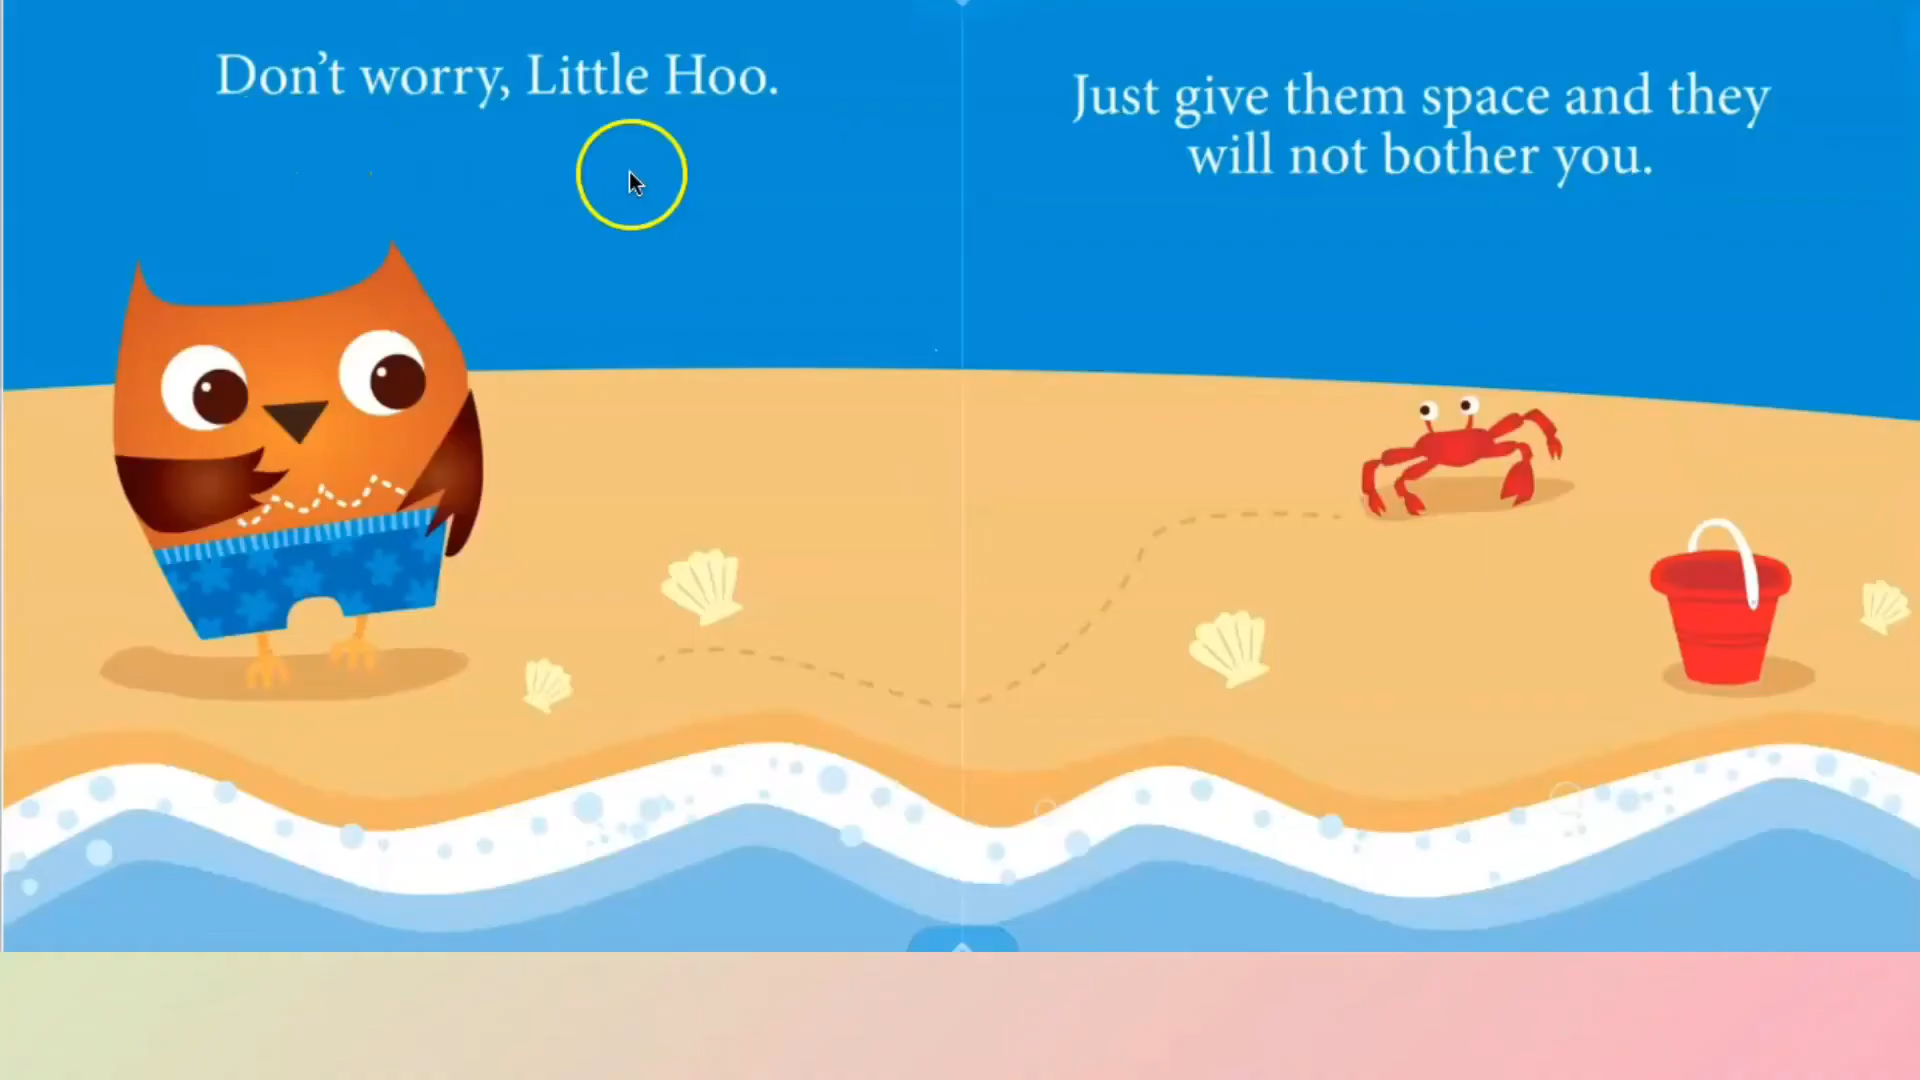 Don’t worry, Little Hoo.
Just give them space and they
will not bother you.